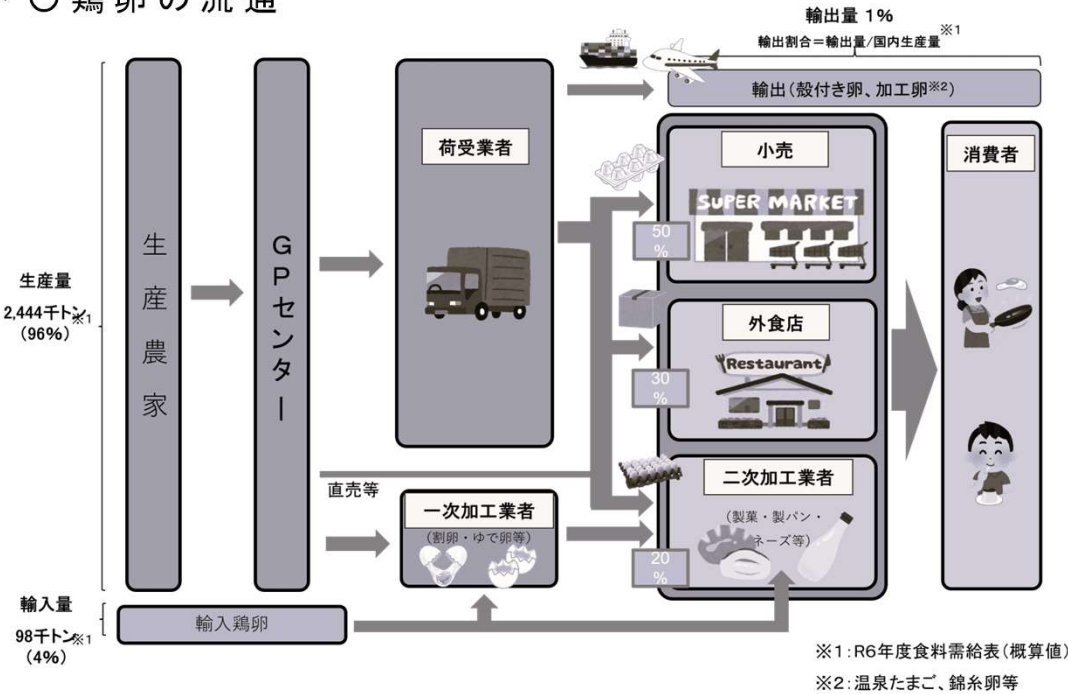 ○鶏卵の流通
輸出量 1%
輸出割合＝輸出量/国内生産量※1
輸出（殻付き卵、加工卵※2）
荷受業者
小売
消費者
SUPER MARKET
50
%
生産農家
GPセンター
生産量
2,444千トン※1
(96%)
外食店
Restaurant
30
%
直売等
一次加工業者
(割卵・ゆで卵等)
二次加工業者
(製菓・製パン・
ネーズ等)
20
%
輸入量
98千トン※1
(4%)
輸入鶏卵
※1：R6年度食料需給表（概算値）
※2：温泉たまご、錦糸卵等